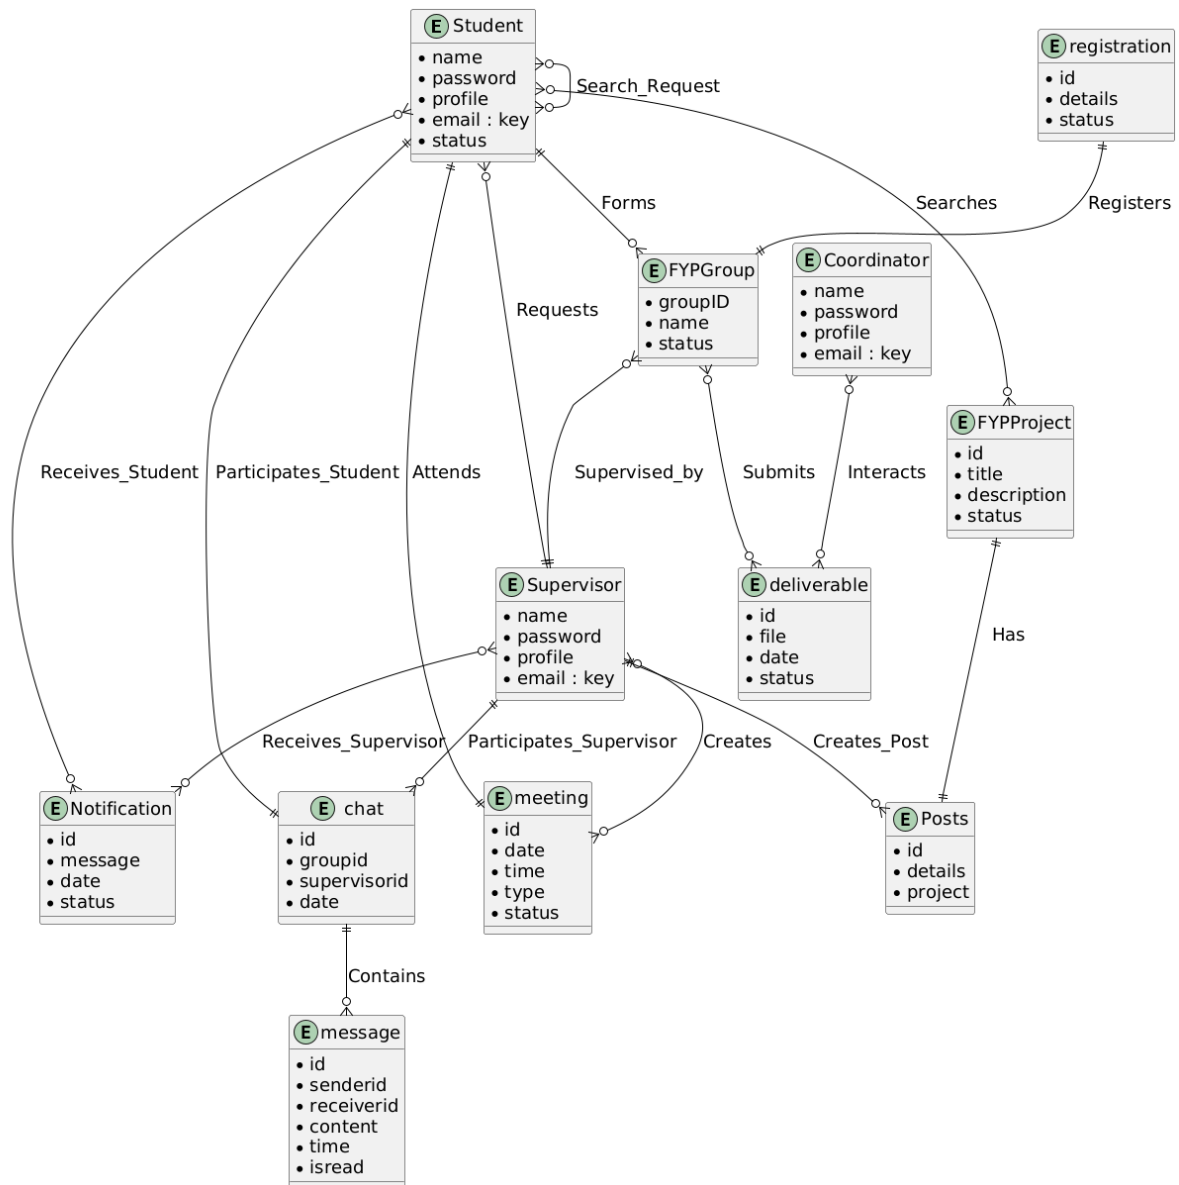 E Student
name
password
profile
email : key
status
E registration
id
details
status
Search_Request
Forms
Searches
Registers
E FYPGroup
groupID
name
status
E Coordinator
name
password
profile
email : key
Requests
E FYPProject
id
title
description
status
Receives_Student
Participates_Student
Attends
Supervised_by
Submits
Interacts
E Supervisor
name
password
profile
email : key
E deliverable
id
file
date
status
Has
Receives_Supervisor
Participates_Supervisor
Creates
Creates_Post
E Notification
id
message
date
status
E chat
id
groupid
supervisorid
date
E meeting
id
date
time
type
status
E Posts
id
details
project
Contains
E message
id
senderid
receiverid
content
time
isread